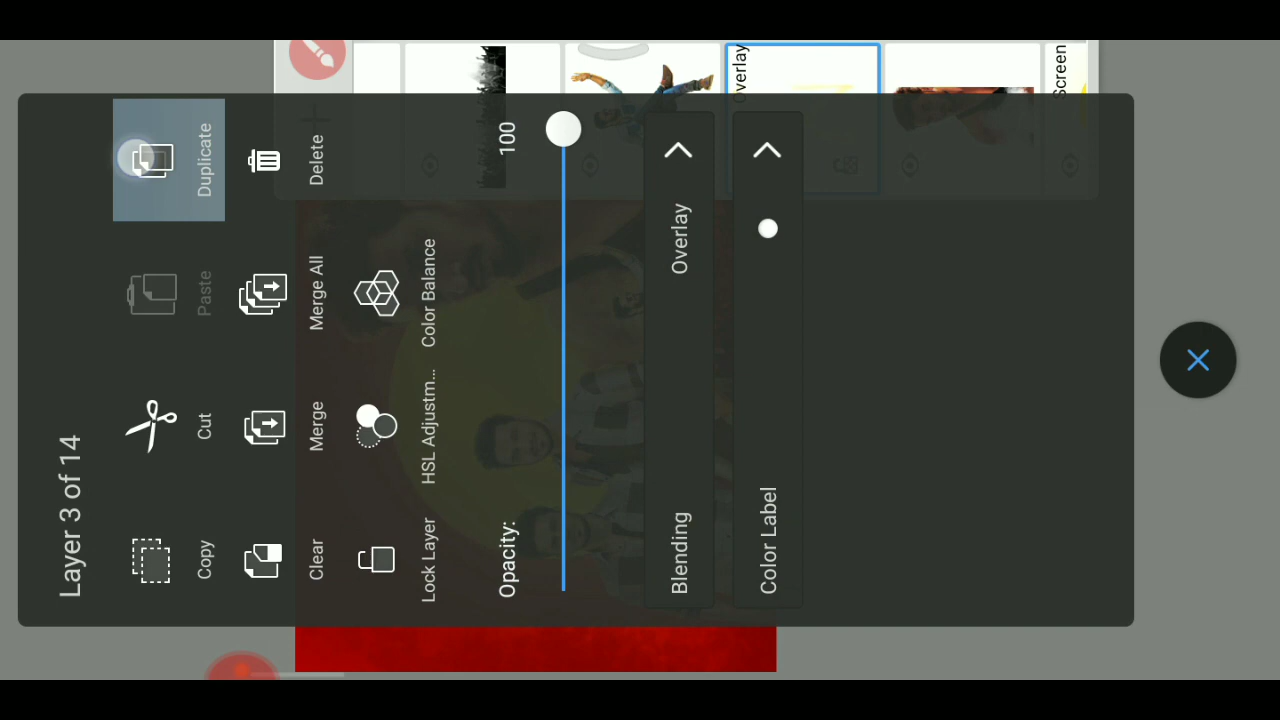 Layer 3 of 14
Copy
Cut
Paste
Duplicate
Clear
Merge
Merge All
Delete
Lock Layer
HSL Adjustm...
Color Balance
Opacity:
100
Blending
Overlay
Color Label
Overlay
Screen